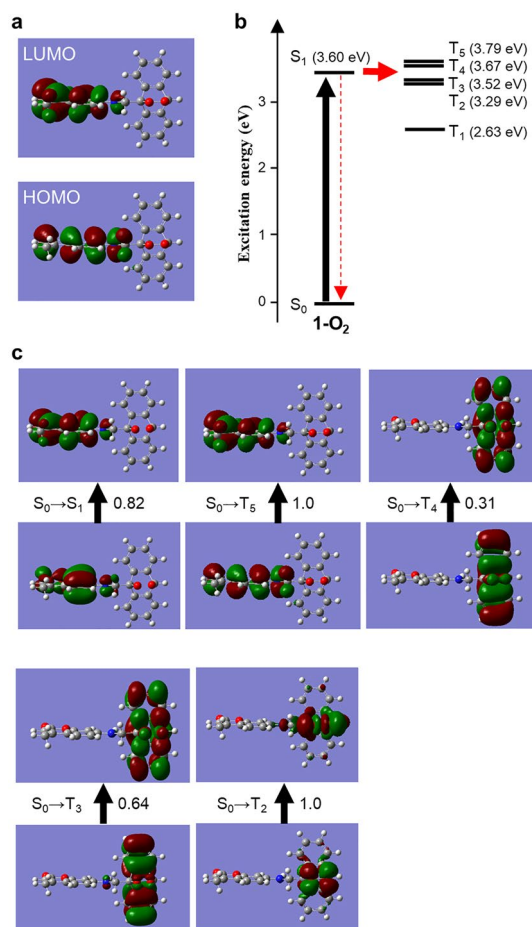 a
LUMO
HOMO
b
Excitation energy (eV)
3
2
1
0
S₁ (3.60 eV)
S₀
1-O₂
T₅ (3.79 eV)
T₄ (3.67 eV)
T₃ (3.52 eV)
T₂ (3.29 eV)
T₁ (2.63 eV)
c
S₀→S₁ 0.82
S₀→T₅ 1.0
S₀→T₄ 0.31
S₀→T₃ 0.64
S₀→T₂ 1.0